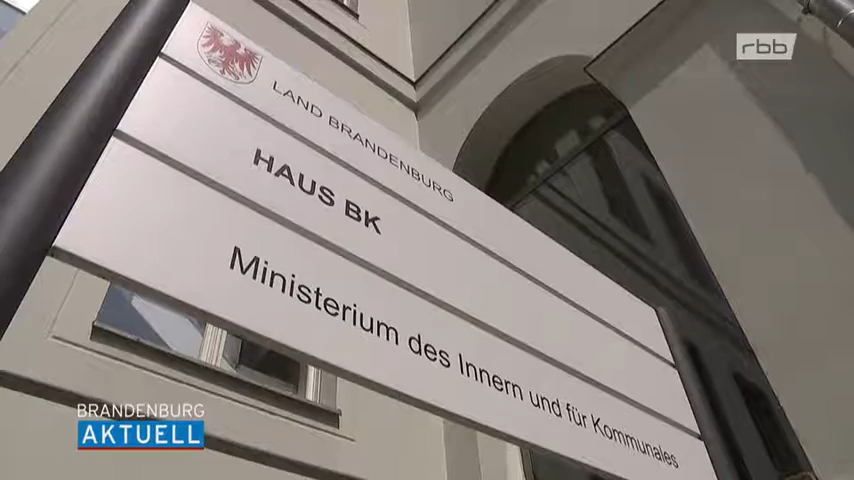 rbb
LAND BRANDENBURG
HAUS BK
Ministerium des Innern und für Kommunales
BRANDENBURG
AKTUELL